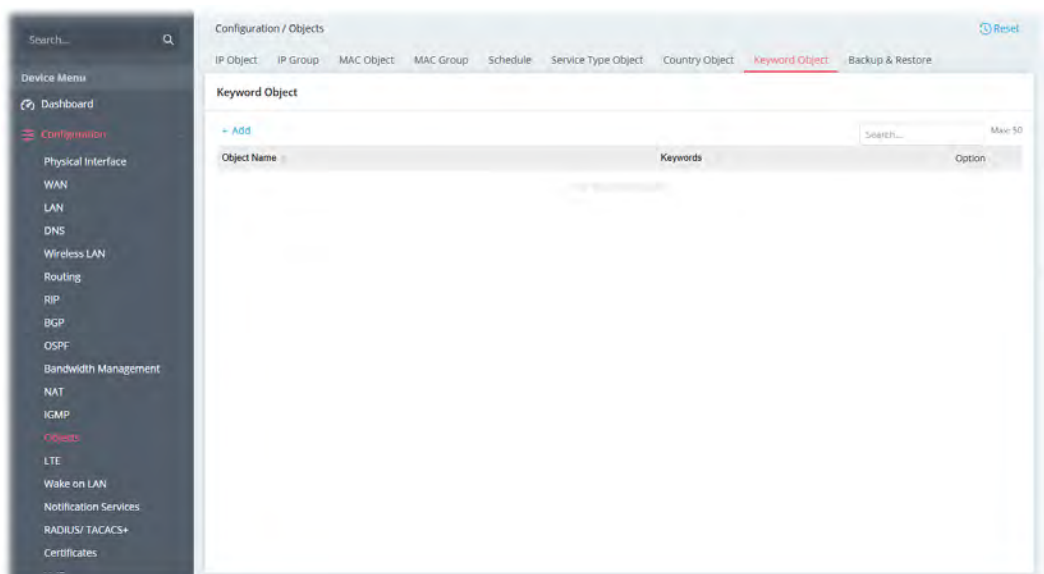 Search...
Device Menu
Dashboard
Configuration
Physical Interface
WAN
LAN
DNS
Wireless LAN
Routing
RIP
BGP
OSPF
Bandwidth Management
NAT
IGMP
Objects
LTE
Wake on LAN
Notification Services
RADIUS/ TACACS+
Certificates
Configuration / Objects
Reset
IP Object IP Group MAC Object MAC Group Schedule Service Type Object Country Object Keyword Object Backup & Restore
Keyword Object
+ Add
Search...
Max: 50
Object Name Keywords Option